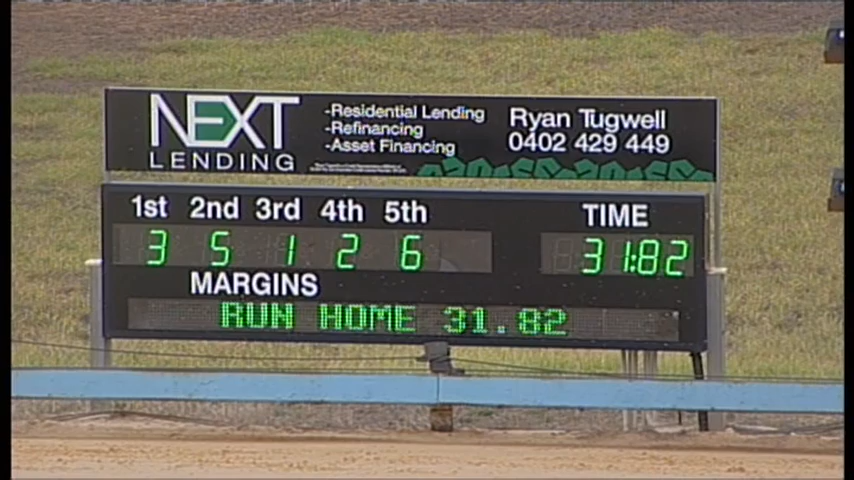 NEXT
LENDING
-Residential Lending
-Refinancing
-Asset Financing
Ryan Tugwell
0402 429 449
1st 2nd 3rd 4th 5th TIME
3 5 1 2 6 31:82
MARGINS
RUN HOME 31.82